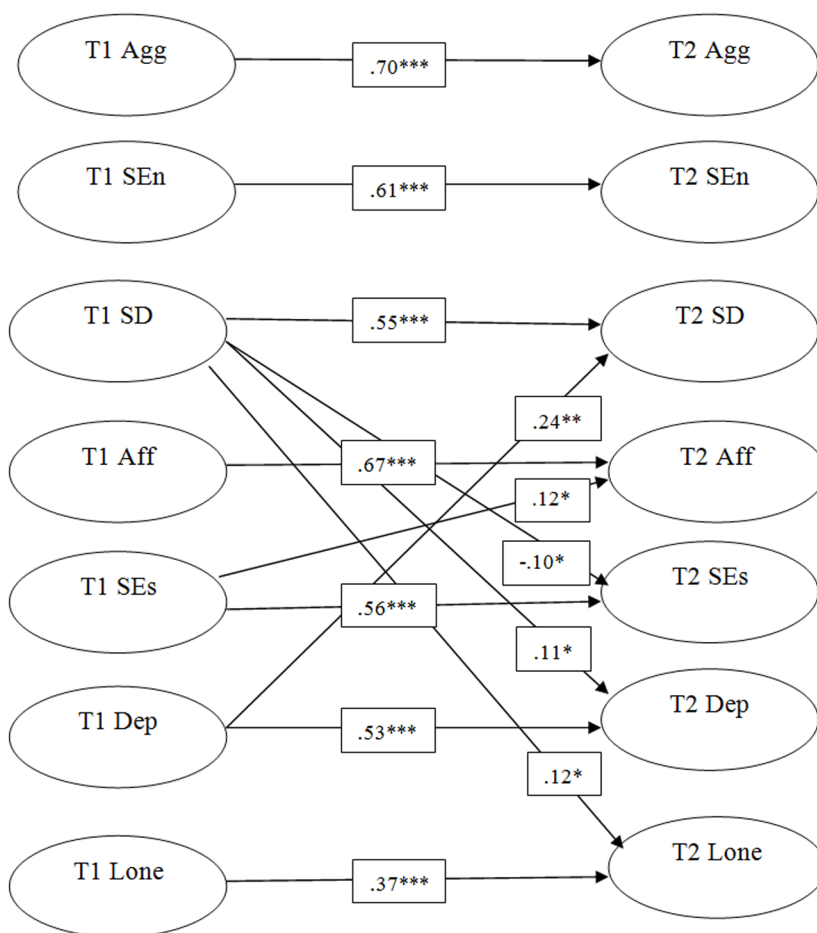 T1 Agg
.70***
T2 Agg
T1 SEn
.61***
T2 SEn
T1 SD
.55***
T2 SD
.24**
T1 Aff
.67***
T2 Aff
.12*
-.10*
T1 SEs
.56***
T2 SEs
.11*
T1 Dep
.53***
T2 Dep
.12*
T1 Lone
.37***
T2 Lone